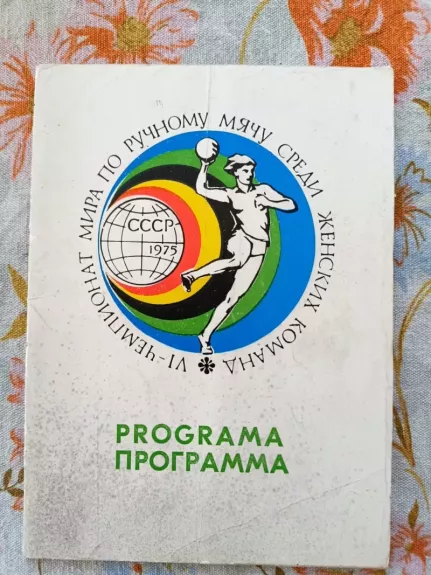 VI-ЧЕМПИОНАТ МИРА ПО РУЧНОМУ МЯЧУ СРЕДИ ЖЕНСКИХ КОМАНД
СССР
1975
PROGRAMA
ПРОГРАММА